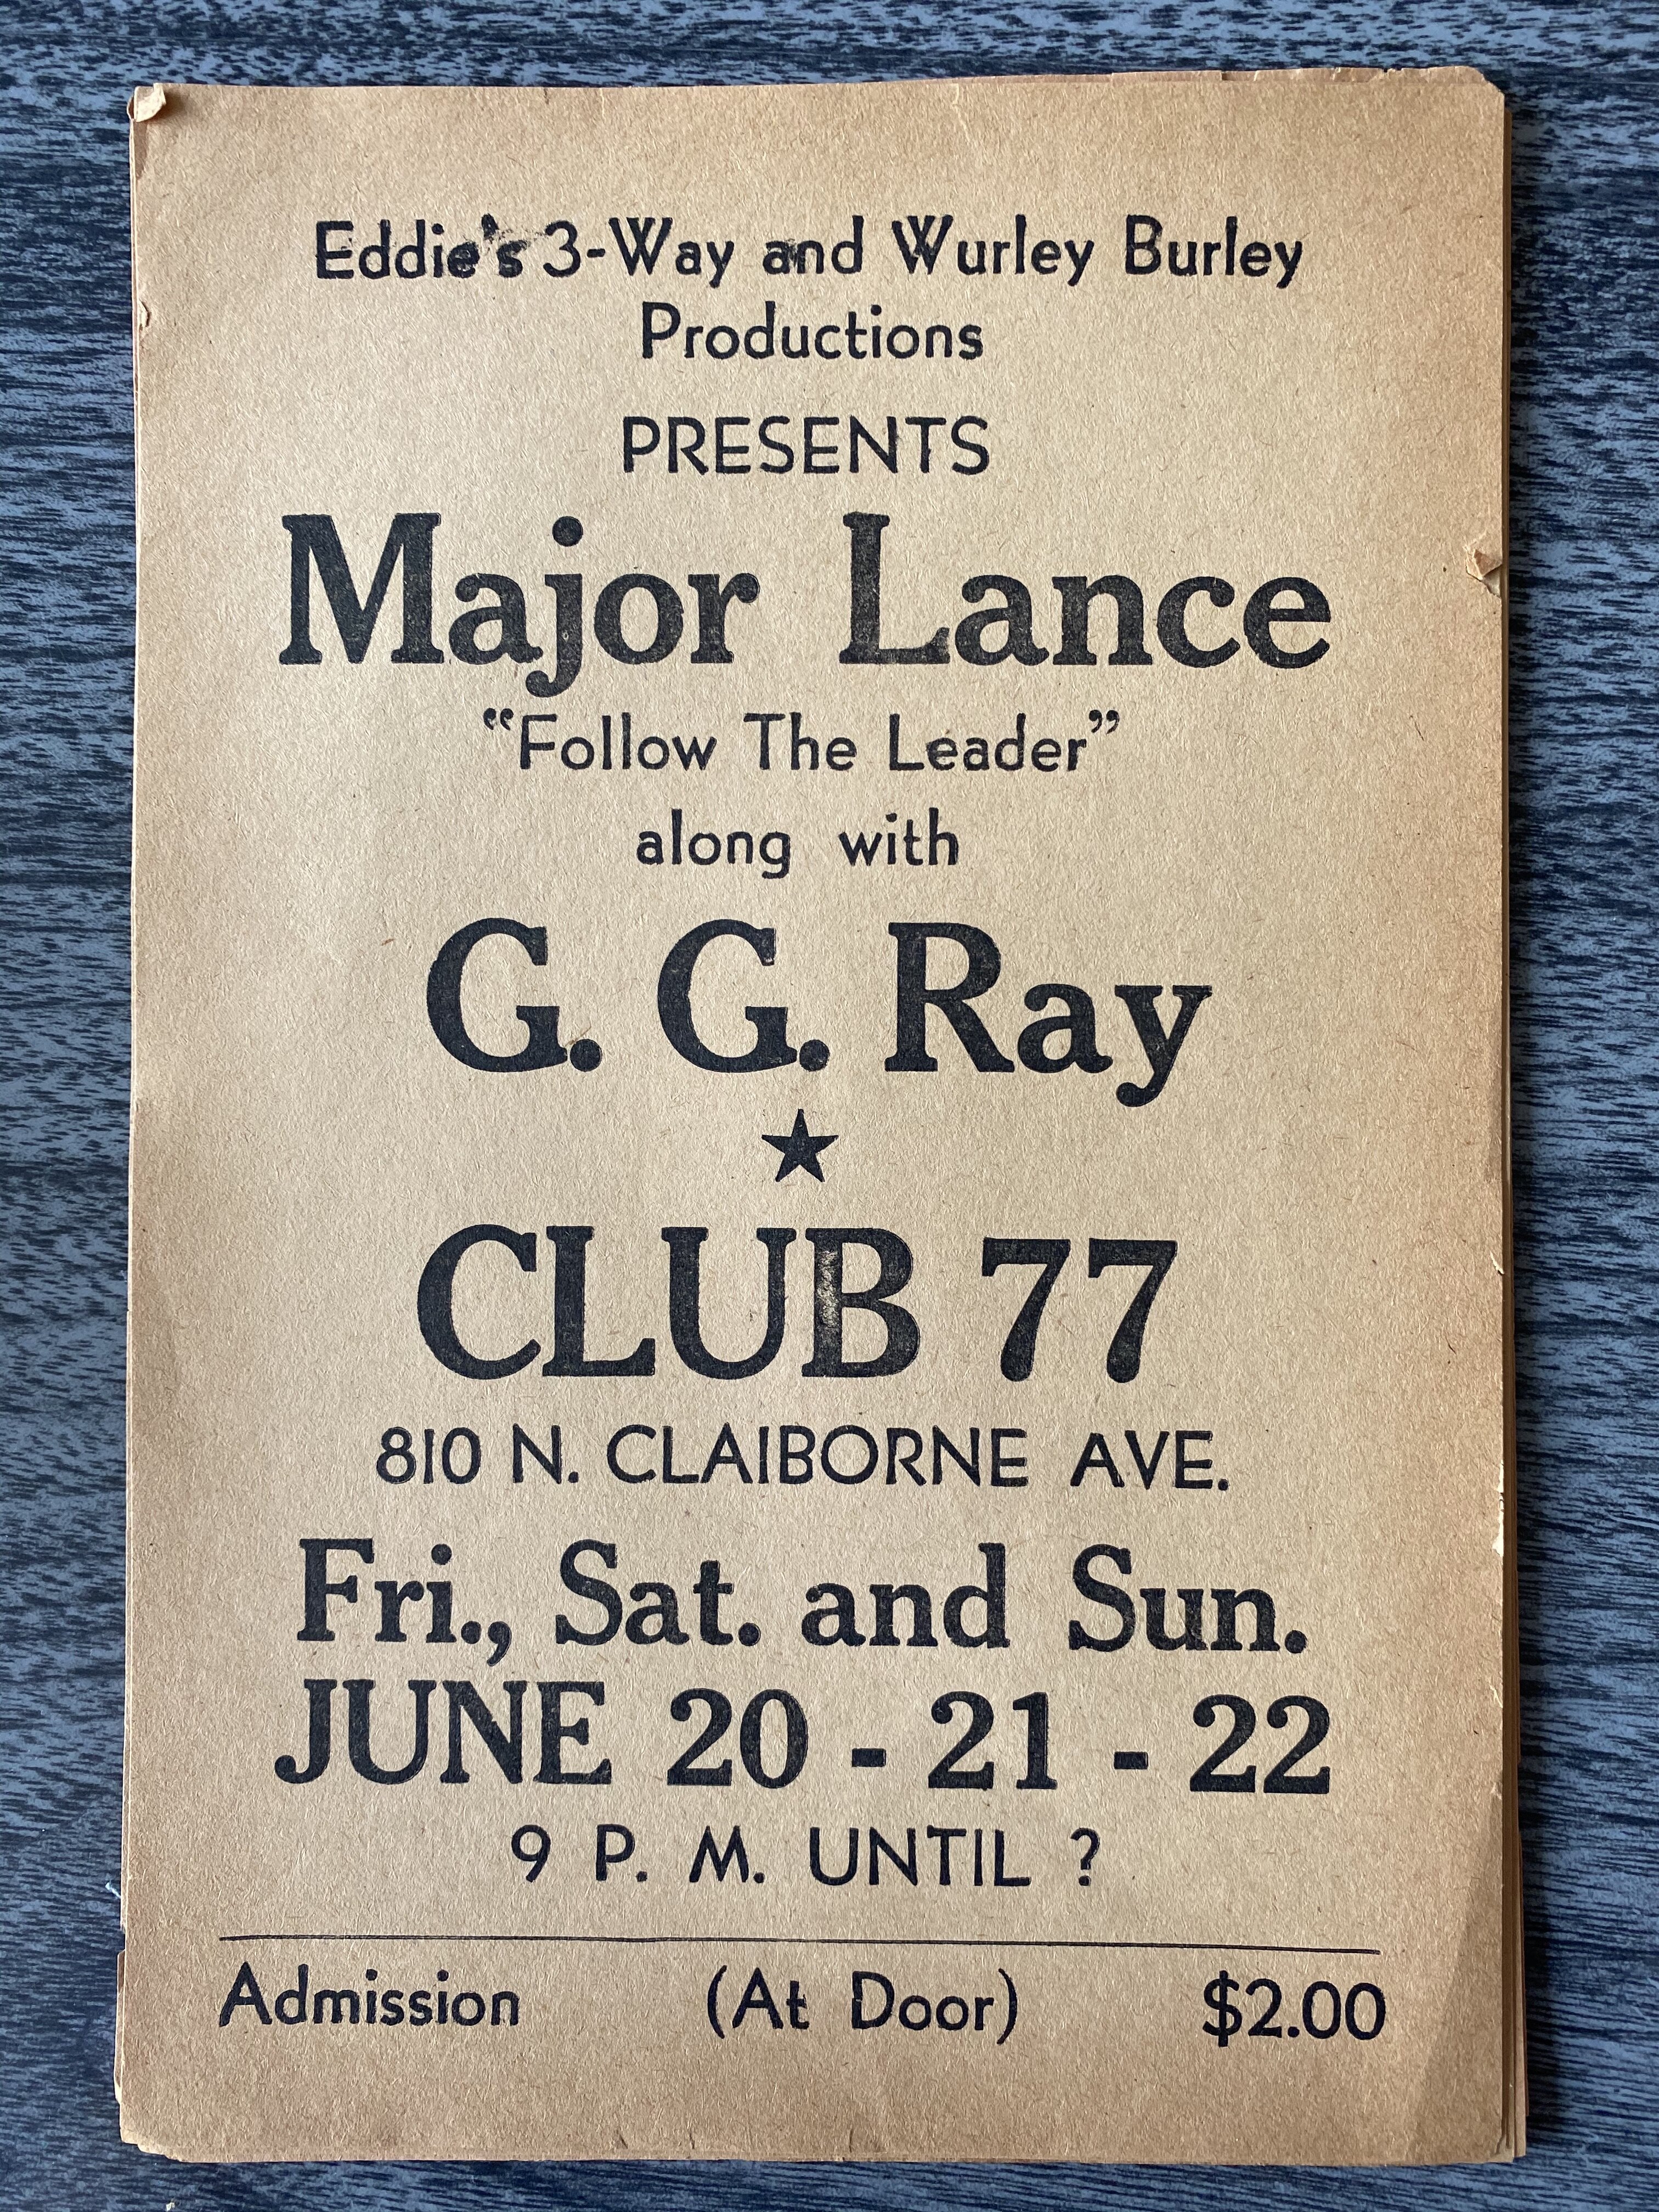 Eddie's 3-Way and Wurley Burley
Productions
PRESENTS
Major Lance
“Follow The Leader”
along with
G. G. Ray
★
CLUB 77
810 N. CLAIBORNE AVE.
Fri., Sat. and Sun.
JUNE 20 - 21 - 22
9 P. M. UNTIL ?
Admission (At Door) $2.00